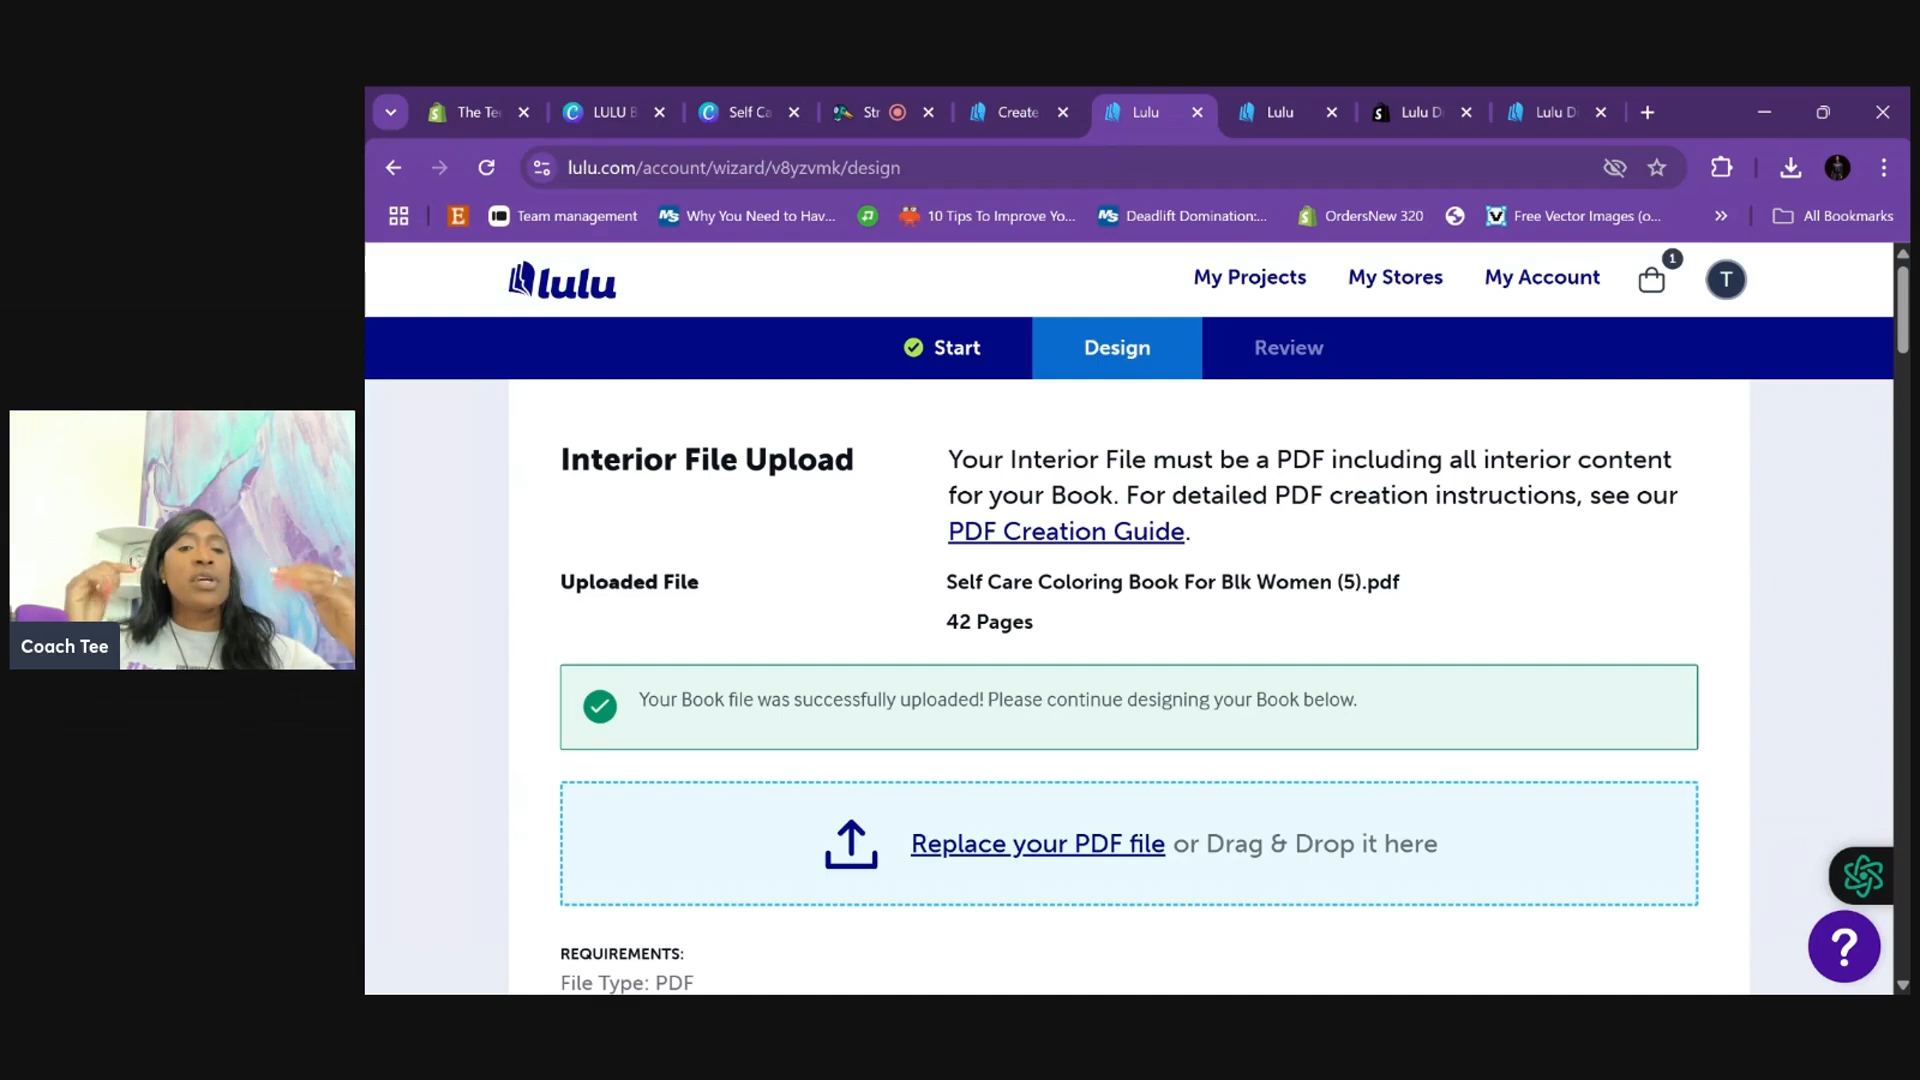 The Te
LULU B
Self Ca
Str
Create
Lulu
Lulu
Lulu D
Lulu D
lulu.com/account/wizard/v8yzvmk/design
E
Team management
MS
Why You Need to Hav...
10 Tips To Improve Yo...
MS
Deadlift Domination:...
OrdersNew 320
Free Vector Images (o...
All Bookmarks
lulu
My Projects
My Stores
My Account
1
T
Start
Design
Review
Interior File Upload
Your Interior File must be a PDF including all interior content
for your Book. For detailed PDF creation instructions, see our
PDF Creation Guide.
Uploaded File
Self Care Coloring Book For Blk Women (5).pdf
42 Pages
Your Book file was successfully uploaded! Please continue designing your Book below.
Replace your PDF file or Drag & Drop it here
REQUIREMENTS:
File Type: PDF
?
Coach Tee